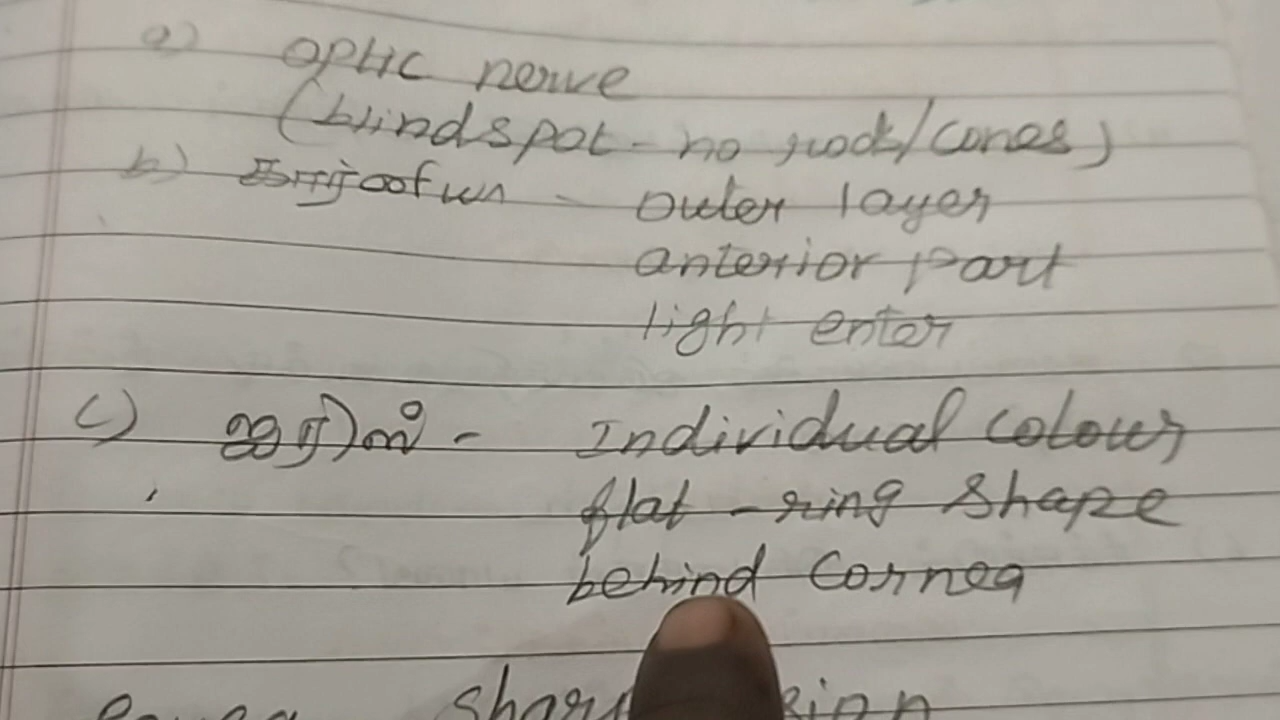 a) optic nerve
(blindspot - no rods/cones)
b) கார்னியா - outer layer
anterior part
light enter
c) ஐரிஸ் - Individual colour
flat - ring shape
behind Cornea